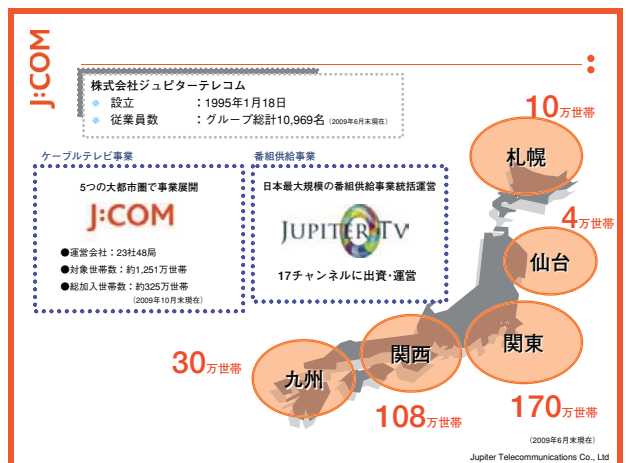 J:COM
株式会社ジュピターテレコム
設立　　　　：1995年1月18日
従業員数　　：グループ総計10,969名（2009年6月末現在）
ケーブルテレビ事業
5つの大都市圏で事業展開
J:COM
●運営会社：23社48局
●対象世帯数：約1,251万世帯
●総加入世帯数：約325万世帯
（2009年10月末現在）
番組供給事業
日本最大規模の番組供給事業統括運営
JUPITER TV
17チャンネルに出資･運営
10万世帯
札幌
4万世帯
仙台
関東
170万世帯
関西
108万世帯
30万世帯
九州
（2009年6月末現在）
Jupiter Telecommunications Co., Ltd